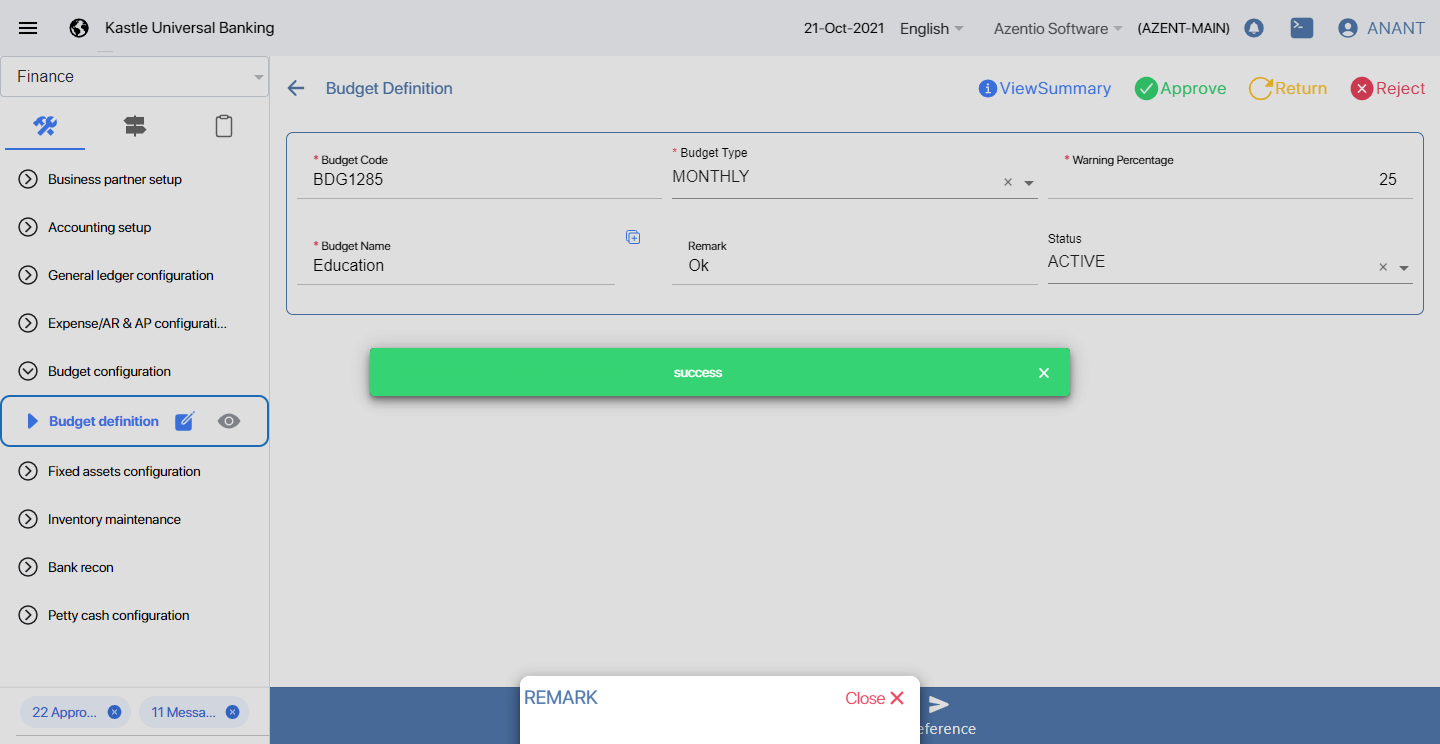 Kastle Universal Banking
21-Oct-2021
English
Azentio Software
(AZENT-MAIN)
ANANT
Finance
Budget Definition
ViewSummary
Approve
Return
Reject
* Budget Code
BDG1285
* Budget Type
MONTHLY
* Warning Percentage
25
* Budget Name
Education
Remark
Ok
Status
ACTIVE
Business partner setup
Accounting setup
General ledger configuration
Expense/AR & AP configurati...
Budget configuration
Budget definition
Fixed assets configuration
Inventory maintenance
Bank recon
Petty cash configuration
success
22 Appro...
11 Messa...
REMARK
Close
eference